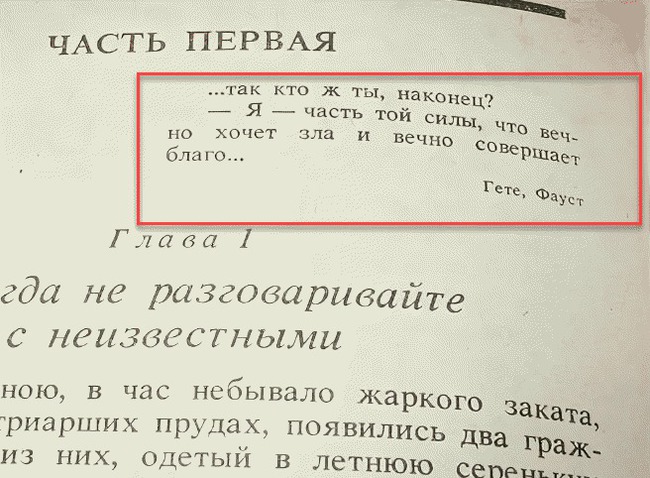 ЧАСТЬ ПЕРВАЯ
...так кто ж ты, наконец?
— Я — часть той силы, что веч-
но хочет зла и вечно совершает
благо...
Гете, Фауст
Глава 1
гда не разговаривайте
с неизвестными
ною, в час небывало жаркого заката,
триарших прудах, появились два граж-
из них, одетый в летнюю сереньку